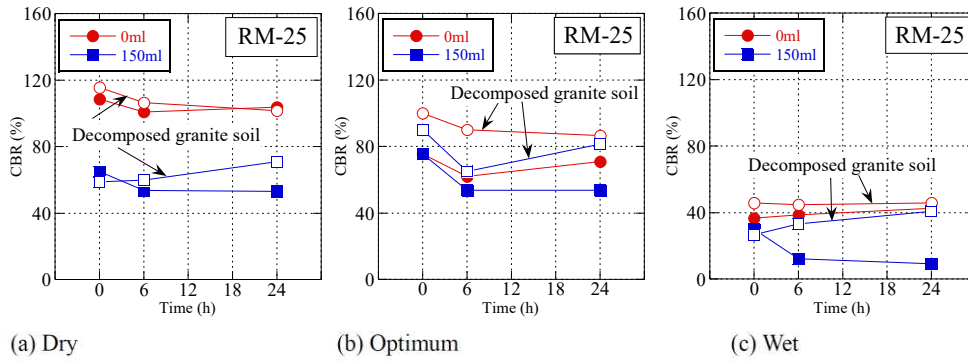 160
120
80
40
0
CBR (%)
0ml
150ml
RM-25
Decomposed granite soil
0 6 12 18 24
Time (h)
(a) Dry
160
120
80
40
0
CBR (%)
0ml
150ml
RM-25
Decomposed granite soil
0 6 12 18 24
Time (h)
(b) Optimum
160
120
80
40
0
CBR (%)
0ml
150ml
RM-25
Decomposed granite soil
0 6 12 18 24
Time (h)
(c) Wet